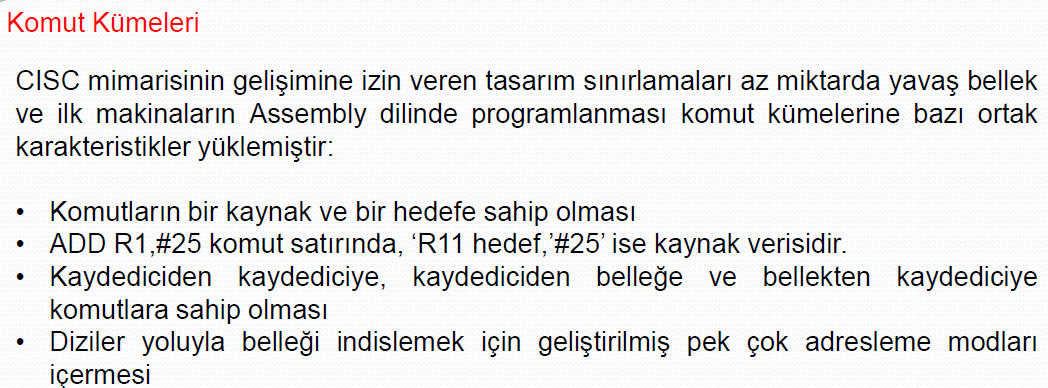 Komut Kümeleri
CISC mimarisinin gelişimine izin veren tasarım sınırlamaları az miktarda yavaş bellek
ve ilk makinaların Assembly dilinde programlanması komut kümelerine bazı ortak
karakteristikler yüklemiştir:
• Komutların bir kaynak ve bir hedefe sahip olması
• ADD R1,#25 komut satırında, ‘R11 hedef,’#25’ ise kaynak verisidir.
• Kaydediciden kaydediciye, kaydediciden belleğe ve bellekten kaydediciye
komutlara sahip olması
• Diziler yoluyla belleği indislemek için geliştirilmiş pek çok adresleme modları
içermesi